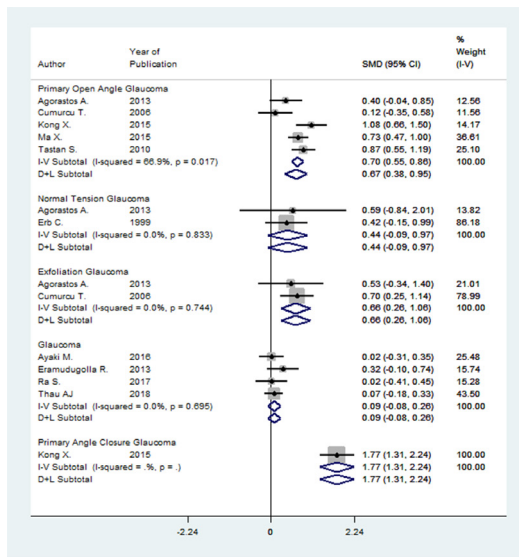 %
Year of Weight
Author Publication SMD (95% CI) (I-V)
Primary Open Angle Glaucoma
Agorastos A. 2013 0.40 (-0.04, 0.85) 12.56
Cumurcu T. 2006 0.12 (-0.35, 0.58) 11.56
Kong X. 2015 1.08 (0.66, 1.50) 14.17
Ma X. 2015 0.73 (0.47, 1.00) 36.61
Tastan S. 2010 0.87 (0.55, 1.19) 25.10
I-V Subtotal (I-squared = 66.9%, p = 0.017) 0.70 (0.55, 0.86) 100.00
D+L Subtotal 0.67 (0.38, 0.95)
Normal Tension Glaucoma
Agorastos A. 2013 0.59 (-0.84, 2.01) 13.82
Erb C. 1999 0.42 (-0.15, 0.99) 86.18
I-V Subtotal (I-squared = 0.0%, p = 0.833) 0.44 (-0.09, 0.97) 100.00
D+L Subtotal 0.44 (-0.09, 0.97)
Exfoliation Glaucoma
Agorastos A. 2013 0.53 (-0.34, 1.40) 21.01
Cumurcu T. 2006 0.70 (0.25, 1.14) 78.99
I-V Subtotal (I-squared = 0.0%, p = 0.744) 0.66 (0.26, 1.06) 100.00
D+L Subtotal 0.66 (0.26, 1.06)
Glaucoma
Ayaki M. 2016 0.02 (-0.31, 0.35) 25.48
Eramudugolla R. 2013 0.32 (-0.10, 0.74) 15.74
Ra S. 2017 0.02 (-0.41, 0.45) 15.28
Thau AJ 2018 0.07 (-0.18, 0.33) 43.50
I-V Subtotal (I-squared = 0.0%, p = 0.695) 0.09 (-0.08, 0.26) 100.00
D+L Subtotal 0.09 (-0.08, 0.26)
Primary Angle Closure Glaucoma
Kong X. 2015 1.77 (1.31, 2.24) 100.00
I-V Subtotal (I-squared = .%, p = .) 1.77 (1.31, 2.24) 100.00
D+L Subtotal 1.77 (1.31, 2.24)
-2.24 0 2.24